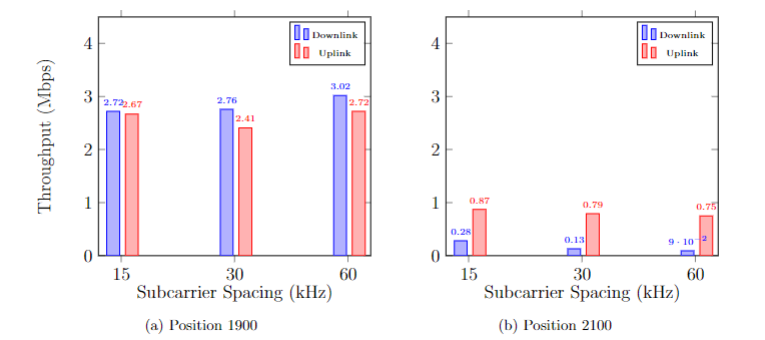 Throughput (Mbps)
4
3
2
1
0
Downlink
Uplink
2.72
2.67
2.76
2.41
3.02
2.72
15
30
60
Subcarrier Spacing (kHz)
(a) Position 1900
4
3
2
1
0
Downlink
Uplink
0.28
0.87
0.13
0.79
9 · 10⁻²
0.75
15
30
60
Subcarrier Spacing (kHz)
(b) Position 2100